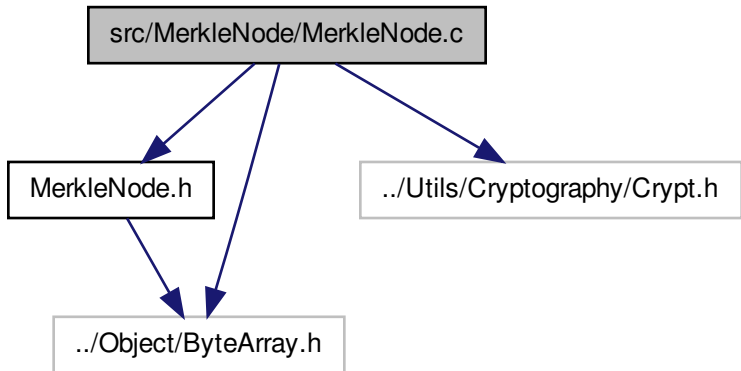 src/MerkleNode/MerkleNode.c
MerkleNode.h
../Utils/Cryptography/Crypt.h
../Object/ByteArray.h